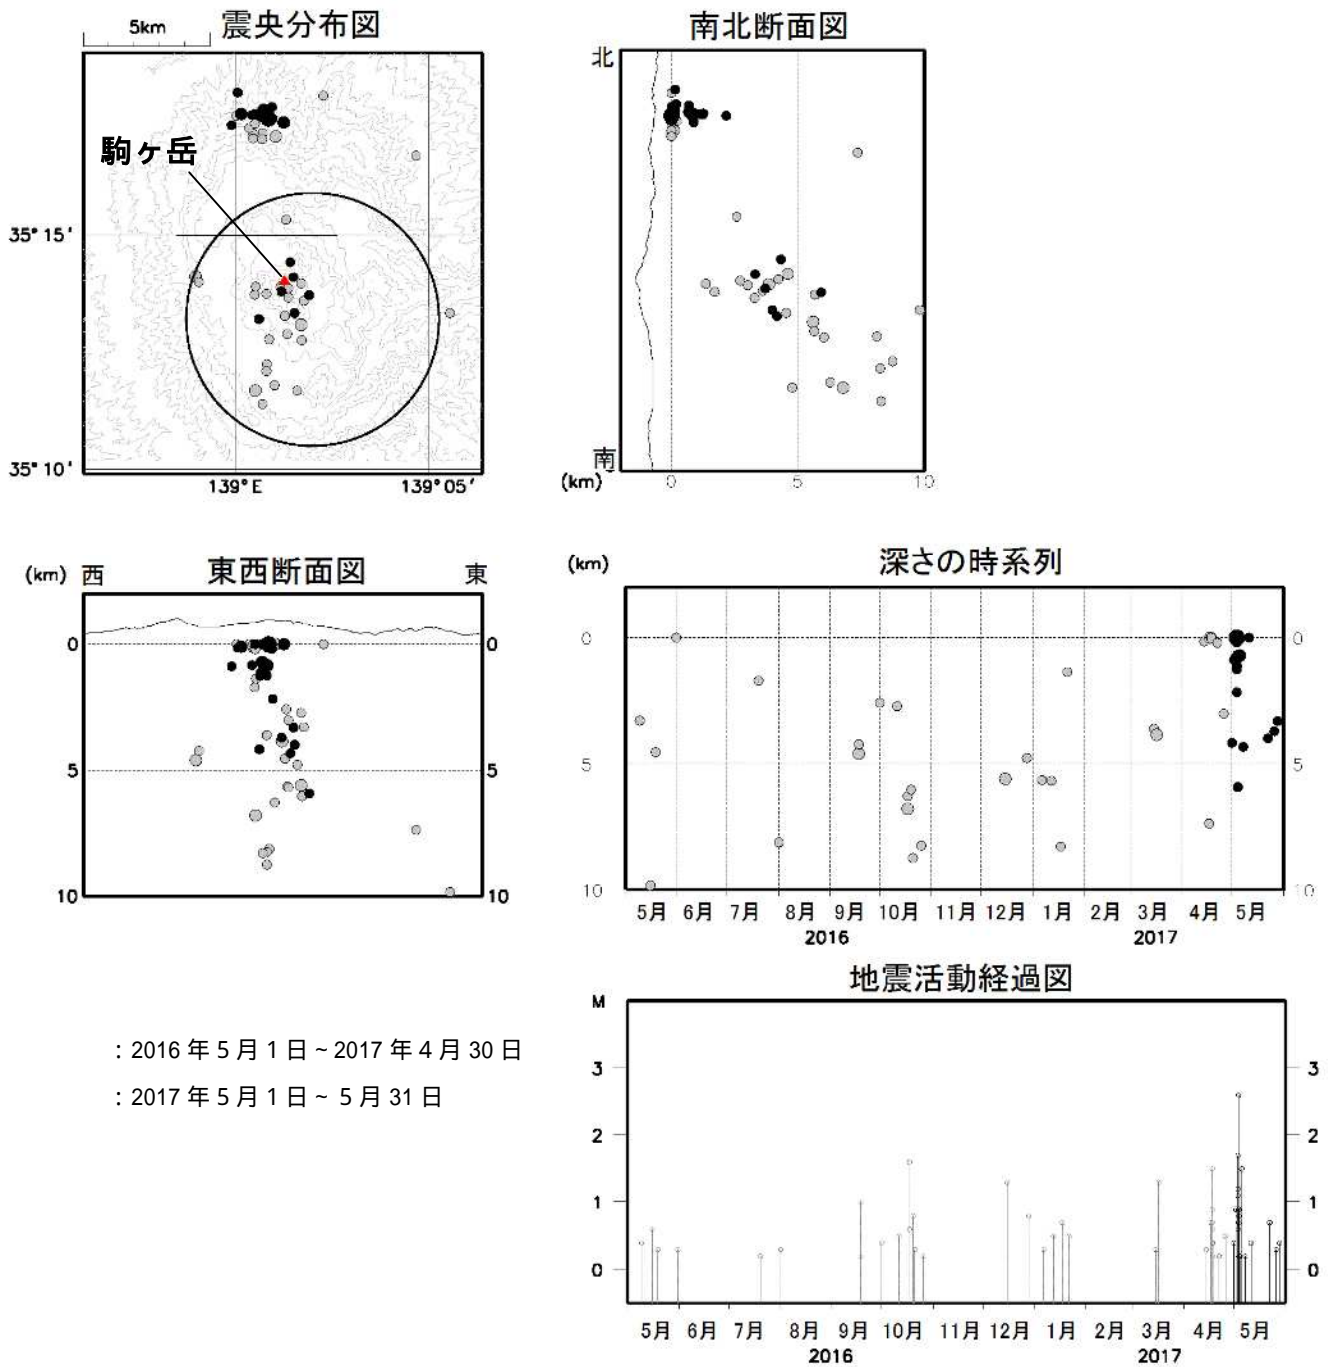 5km
震央分布図
駒ヶ岳
35°15'
35°10'
139°E
139°05'
南北断面図
北
南
(km)
0
5
10
東西断面図
(km)
西
東
0
0
5
5
10
10
深さの時系列
(km)
0
0
5
5
10
10
5月 6月 7月 8月 9月 10月 11月 12月 1月 2月 3月 4月 5月
2016 2017
地震活動経過図
M
3
3
2
2
1
1
0
0
5月 6月 7月 8月 9月 10月 11月 12月 1月 2月 3月 4月 5月
2016 2017
: 2016 年 5 月 1 日 ~ 2017 年 4 月 30 日
: 2017 年 5 月 1 日 ~ 5 月 31 日